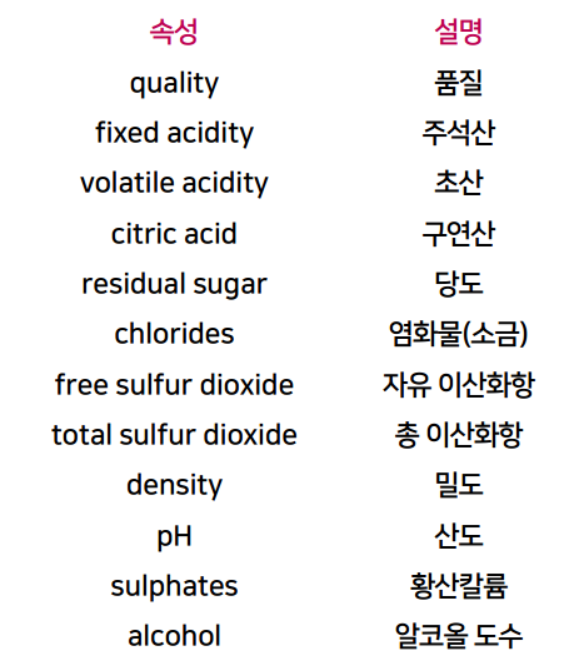 속성 설명
quality 품질
fixed acidity 주석산
volatile acidity 초산
citric acid 구연산
residual sugar 당도
chlorides 염화물(소금)
free sulfur dioxide 자유 이산화항
total sulfur dioxide 총 이산화항
density 밀도
pH 산도
sulphates 황산칼륨
alcohol 알코올 도수